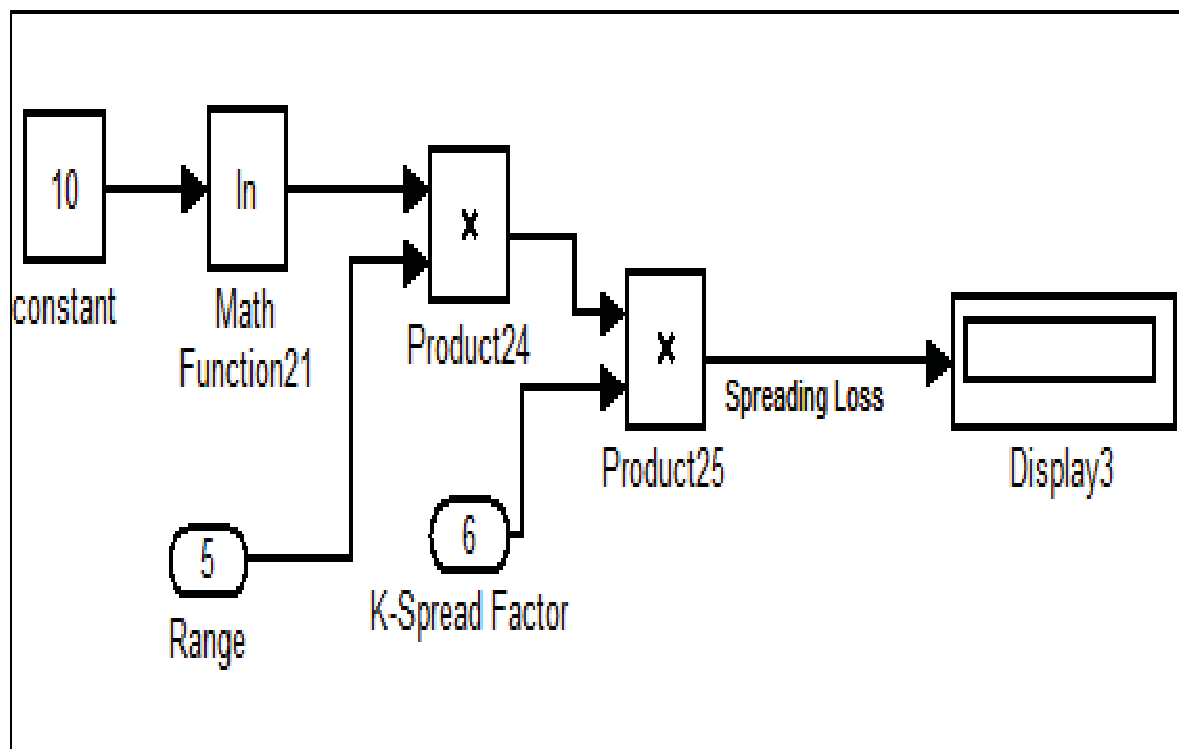 10
constant
ln
Math
Function21
x
Product24
x
Product25
Spreading Loss
Display3
5
Range
6
K-Spread Factor